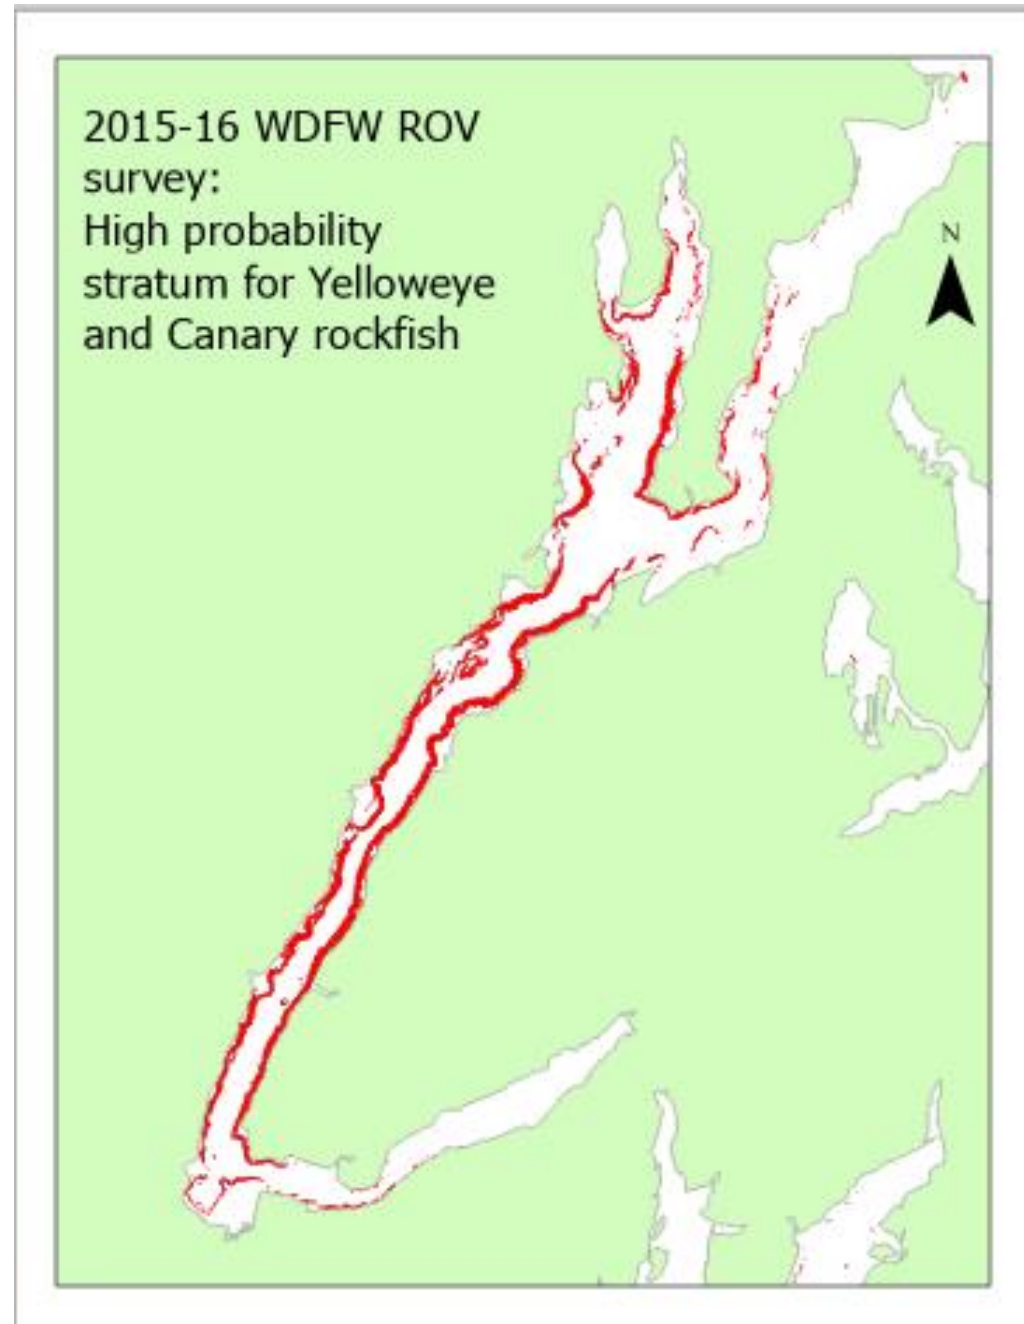 2015-16 WDFW ROV
survey:
High probability
stratum for Yelloweye
and Canary rockfish
N